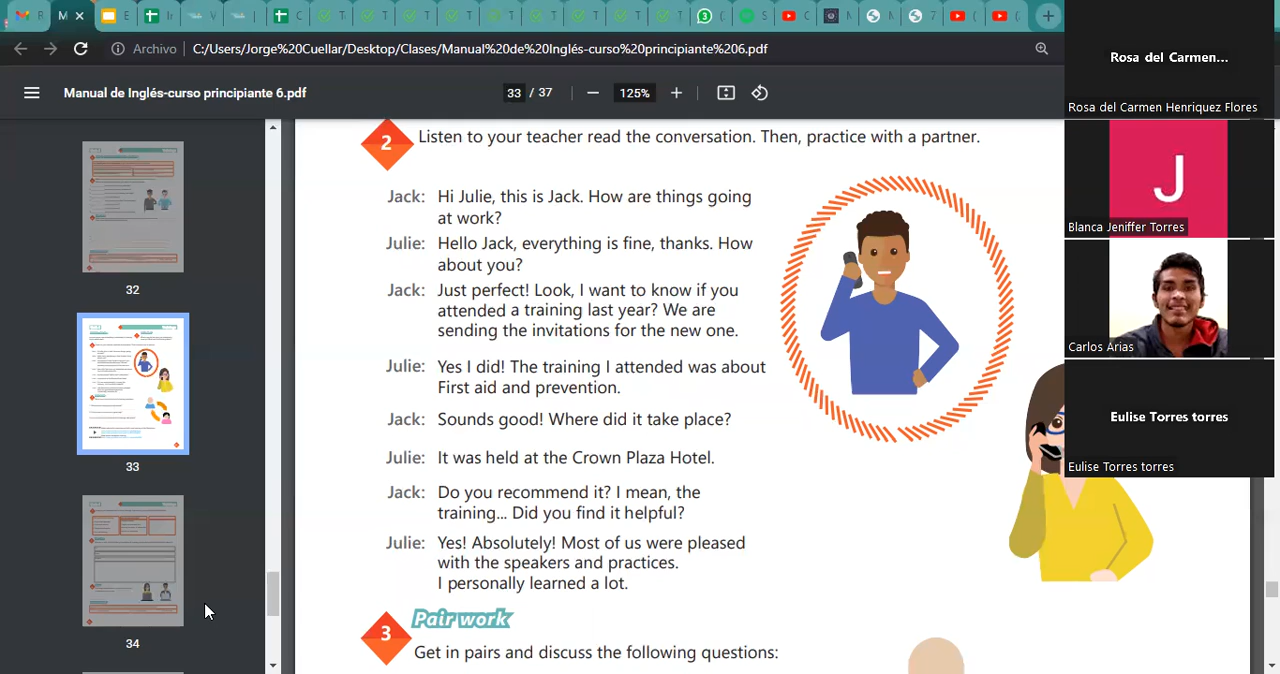 Archivo
C:/Users/Jorge%20Cuellar/Desktop/Clases/Manual%20de%20Inglés-curso%20principiante%206.pdf
Manual de Inglés-curso principiante 6.pdf
33 / 37
125%
32
33
34
2
Listen to your teacher read the conversation. Then, practice with a partner.
Jack: Hi Julie, this is Jack. How are things going
at work?
Julie: Hello Jack, everything is fine, thanks. How
about you?
Jack: Just perfect! Look, I want to know if you
attended a training last year? We are
sending the invitations for the new one.
Julie: Yes I did! The training I attended was about
First aid and prevention.
Jack: Sounds good! Where did it take place?
Julie: It was held at the Crown Plaza Hotel.
Jack: Do you recommend it? I mean, the
training... Did you find it helpful?
Julie: Yes! Absolutely! Most of us were pleased
with the speakers and practices.
I personally learned a lot.
3
Pair work
Get in pairs and discuss the following questions:
Rosa del Carmen...
Rosa del Carmen Henriquez Flores
J
Blanca Jeniffer Torres
Carlos Arias
Eulise Torres torres
Eulise Torres torres